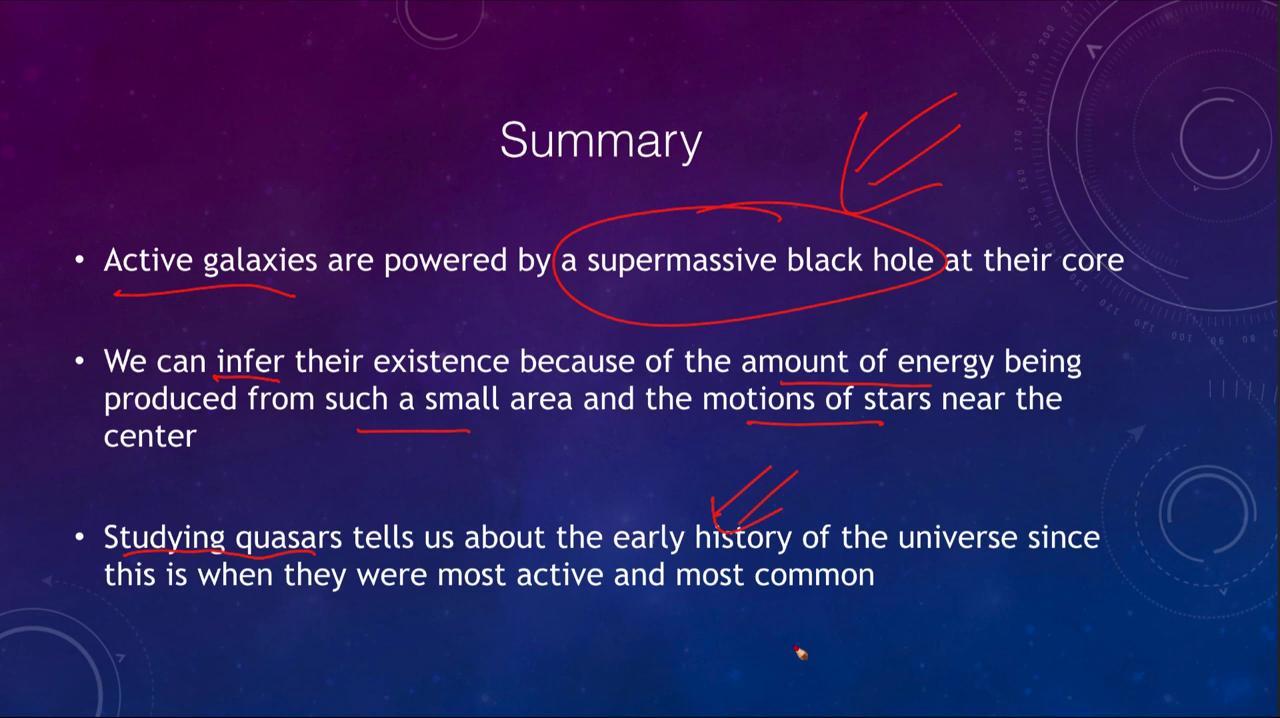 Summary
• Active galaxies are powered by a supermassive black hole at their core
• We can infer their existence because of the amount of energy being
produced from such a small area and the motions of stars near the
center
• Studying quasars tells us about the early history of the universe since
this is when they were most active and most common